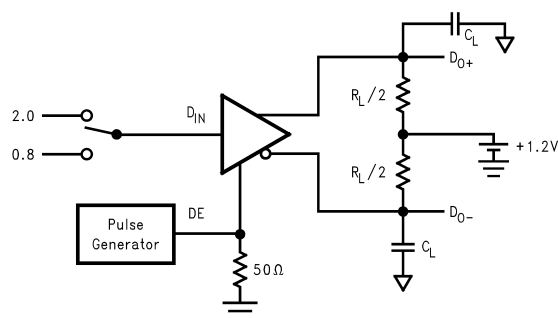 C_L
D_O+
2.0
D_IN
R_L/2
0.8
+1.2V
R_L/2
DE
D_O-
Pulse
Generator
C_L
50Ω